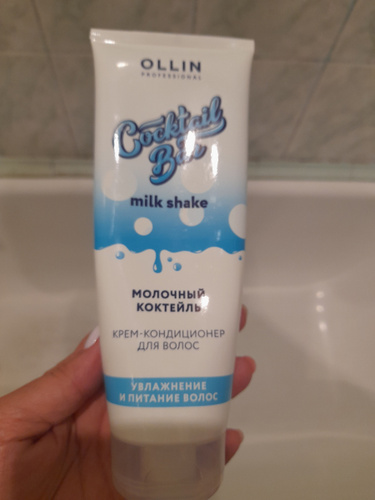 OLLIN
PROFESSIONAL
Cocktail
Bar
milk shake
МОЛОЧНЫЙ
КОКТЕЙЛЬ
КРЕМ-КОНДИЦИОНЕР
ДЛЯ ВОЛОС
УВЛАЖНЕНИЕ
И ПИТАНИЕ ВОЛОС